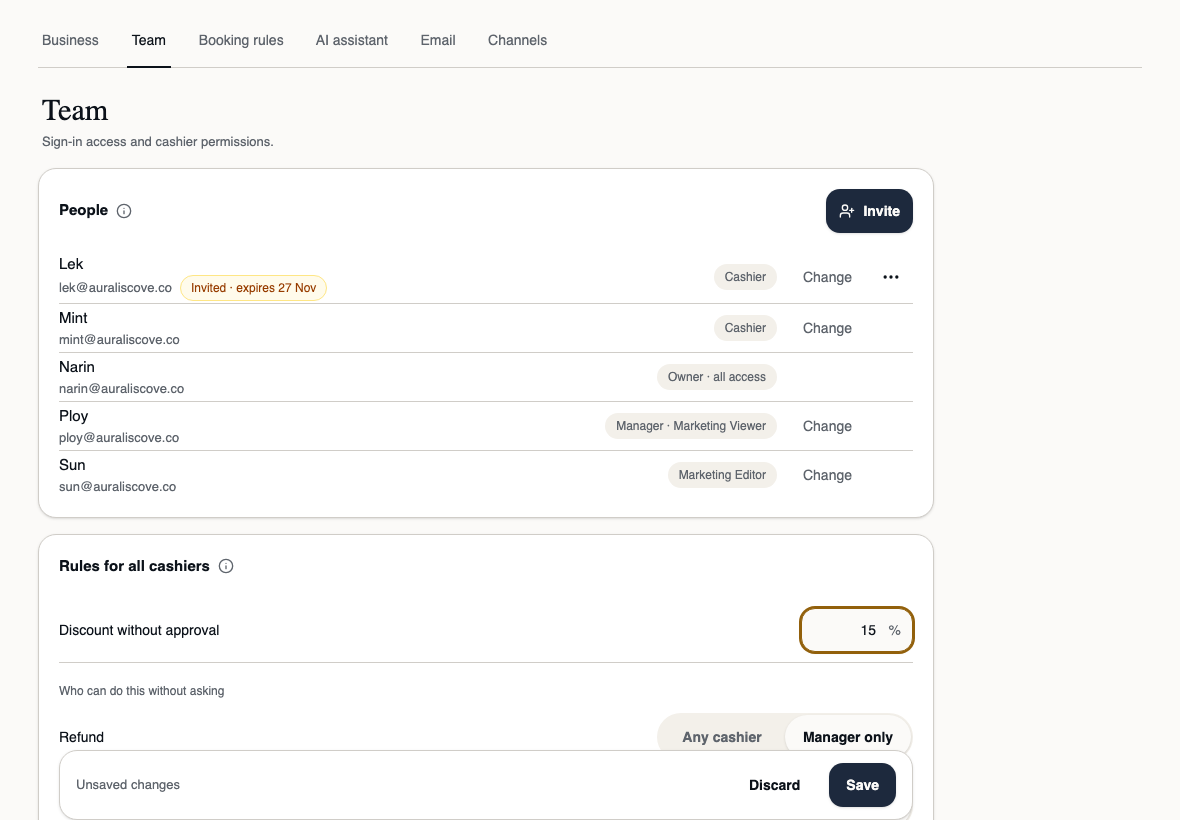 Business Team Booking rules AI assistant Email Channels
Team
Sign-in access and cashier permissions.
People
Invite
Lek
lek@auraliscove.co Invited · expires 27 Nov
Cashier Change
Mint
mint@auraliscove.co
Cashier Change
Narin
narin@auraliscove.co
Owner · all access
Ploy
ploy@auraliscove.co
Manager · Marketing Viewer Change
Sun
sun@auraliscove.co
Marketing Editor Change
Rules for all cashiers
Discount without approval 15 %
Who can do this without asking
Refund Any cashier Manager only
Unsaved changes Discard Save